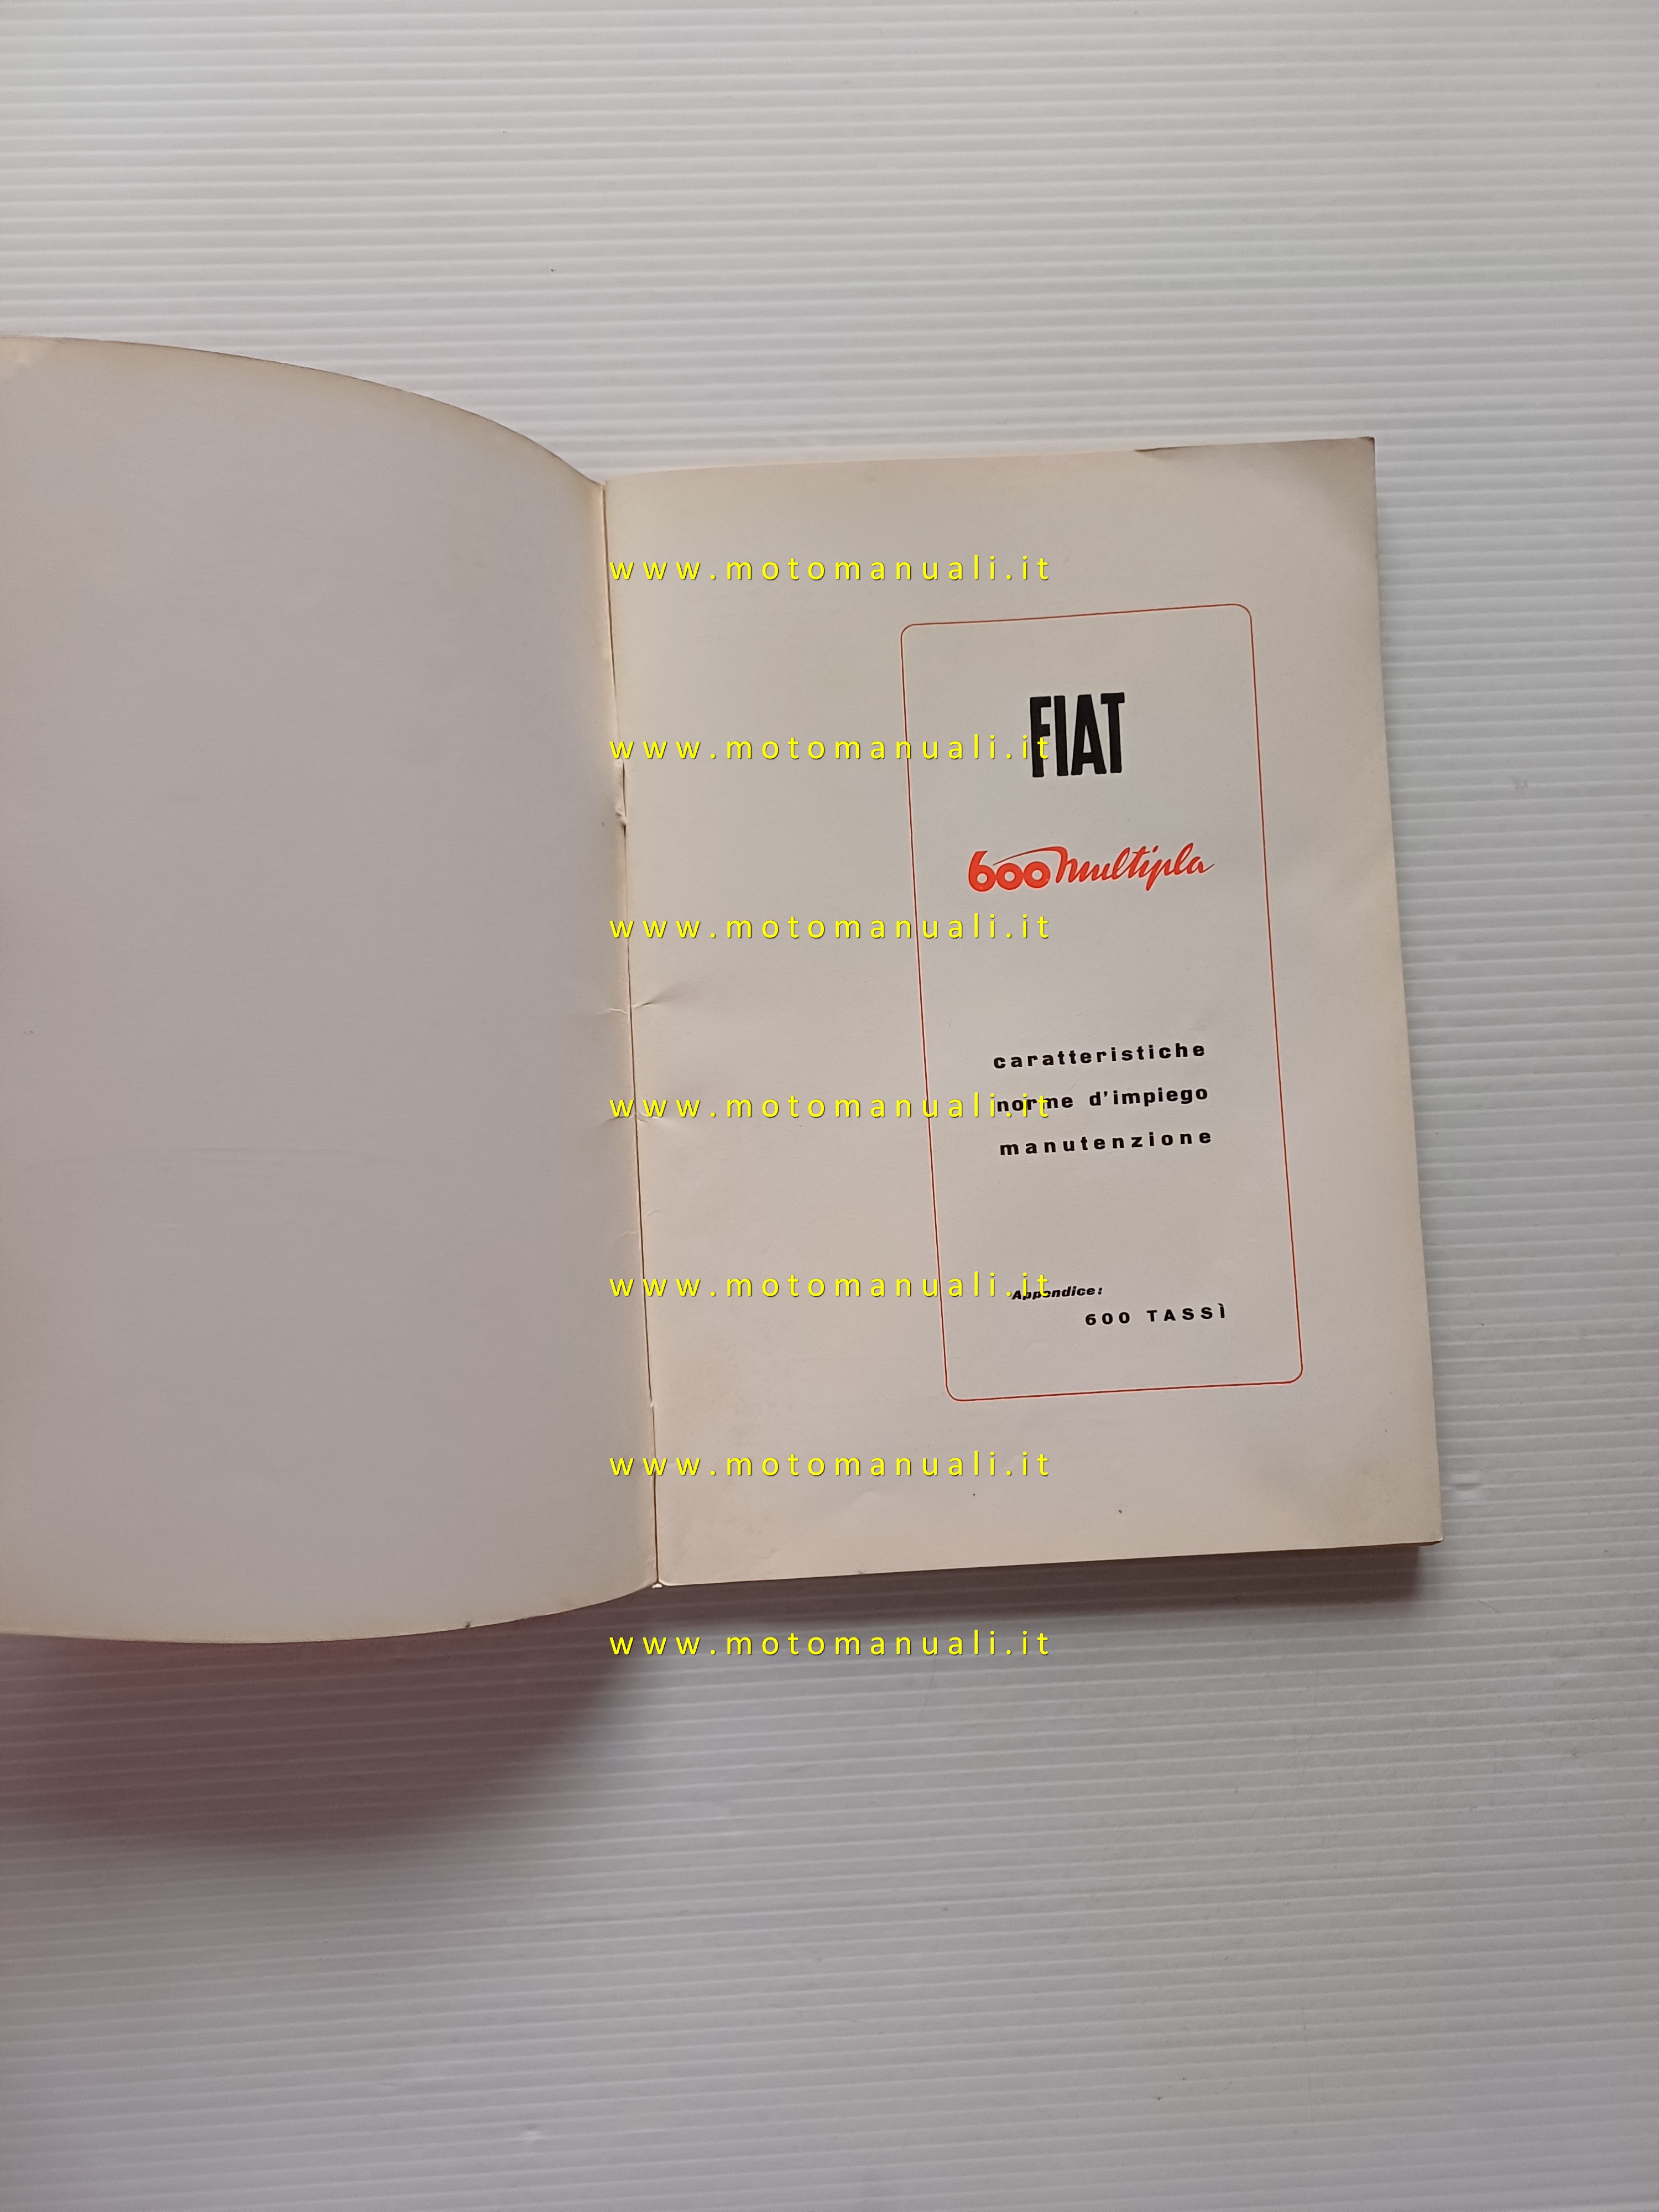 www.motomanuali.it
FIAT
www.motomanuali.it
600 multipla
www.motomanuali.it
caratteristiche
norme d'impiego
www.motomanuali.it
manutenzione
www.motomanuali.it
Appendice:
600 TASSÌ
www.motomanuali.it
www.motomanuali.it